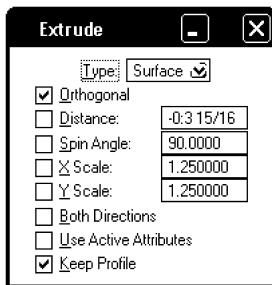 Extrude
Type: Surface
Orthogonal
Distance: -0:3 15/16
Spin Angle: 90.0000
X Scale: 1.250000
Y Scale: 1.250000
Both Directions
Use Active Attributes
Keep Profile